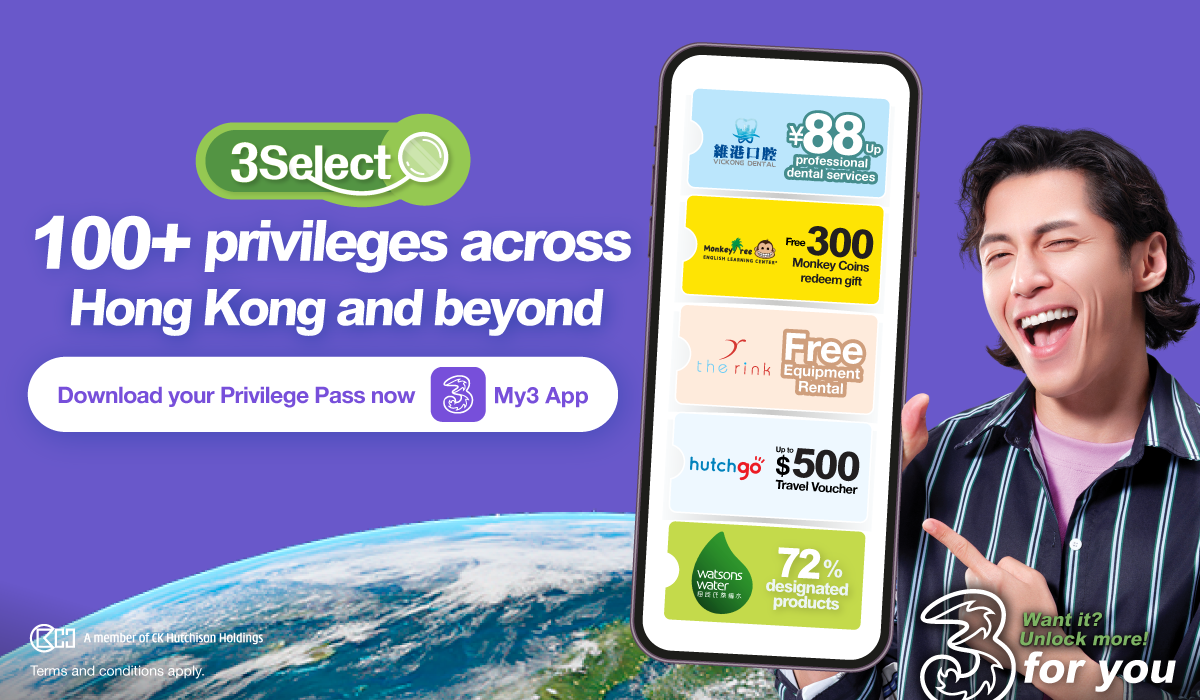 3Select
100+ privileges across
Hong Kong and beyond
Download your Privilege Pass now
My3 App
維港口腔
VICKONG DENTAL
¥88 Up
professional
dental services
Monkey Tree
ENGLISH LEARNING CENTER
Free 300
Monkey Coins
redeem gift
the rink
Free
Equipment
Rental
hutchgo
Up to
$500
Travel Voucher
watsons
water
72%
designated
products
CKH
A member of CK Hutchison Holdings
Terms and conditions apply.
3
Want it?
Unlock more!
for you